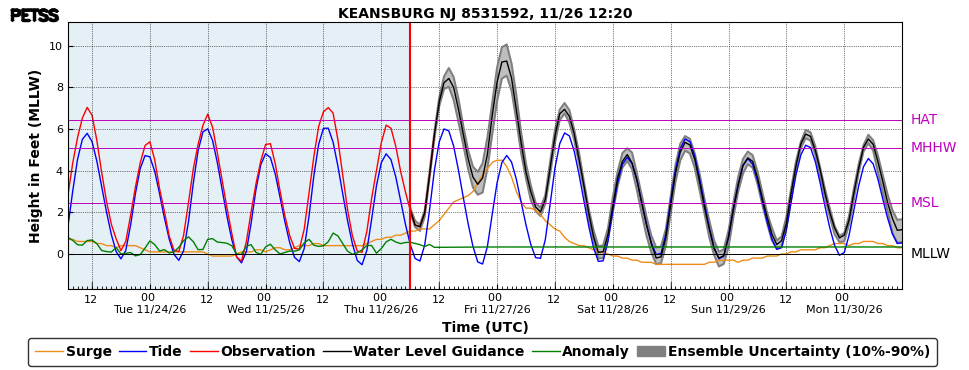 PETSS
KEANSBURG NJ 8531592, 11/26 12:20
Height in Feet (MLLW)
10
8
6
4
2
0
HAT
MHHW
MSL
MLLW
12 00 12 00 12 00 12 00 12 00 12 00 12 00
Tue 11/24/26 Wed 11/25/26 Thu 11/26/26 Fri 11/27/26 Sat 11/28/26 Sun 11/29/26 Mon 11/30/26
Time (UTC)
Surge Tide Observation Water Level Guidance Anomaly Ensemble Uncertainty (10%-90%)